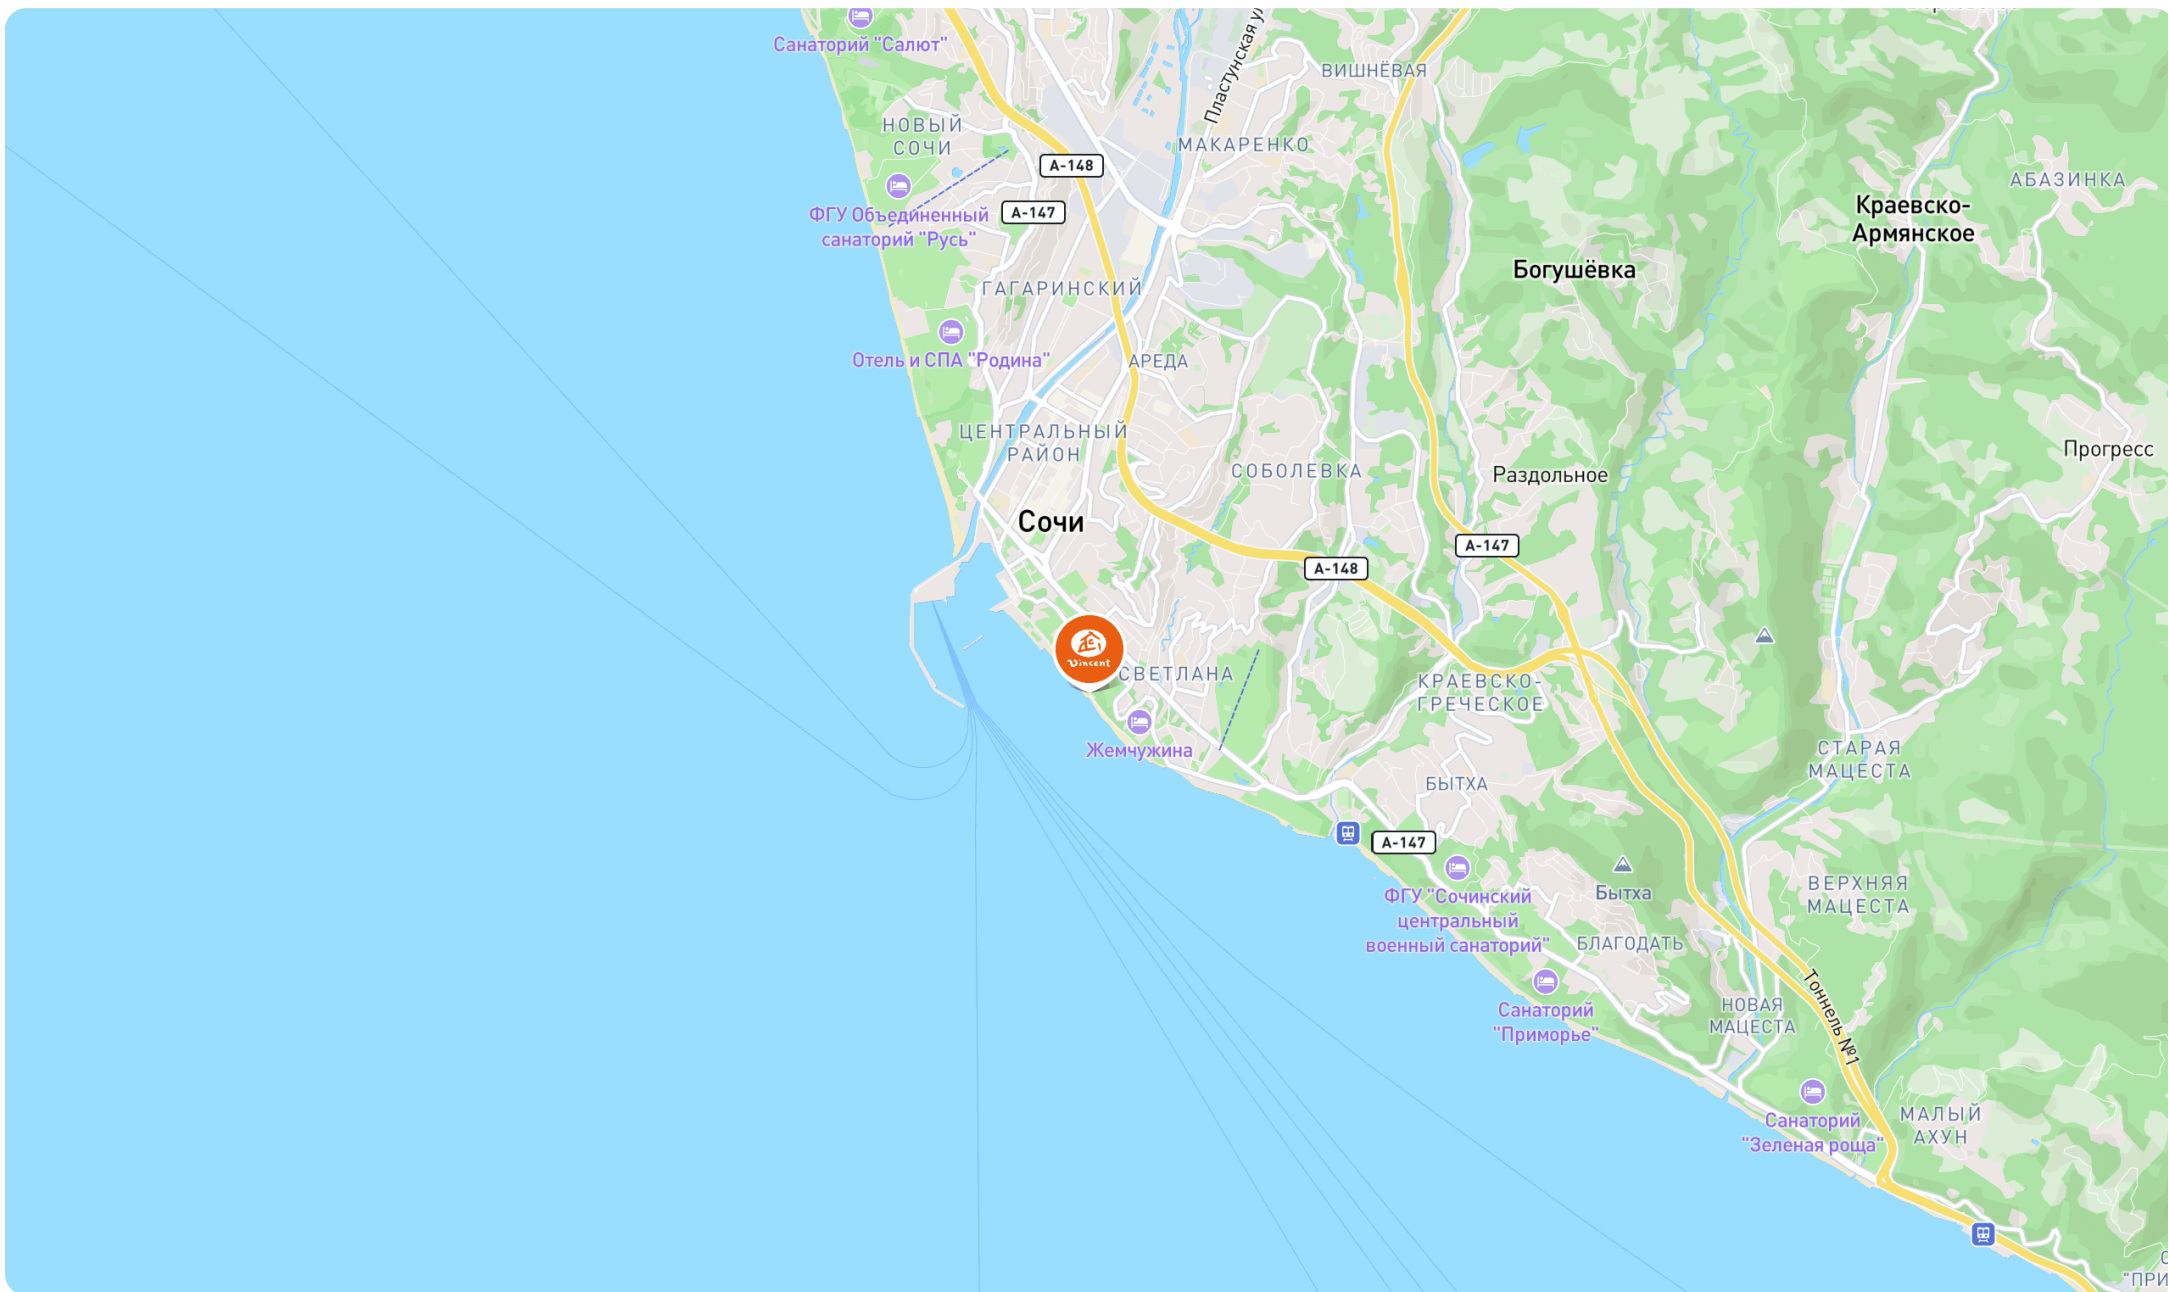 Санаторий "Салют"
Пластунская ул
ВИШНЁВАЯ
НОВЫЙ
СОЧИ
МАКАРЕНКО
А-148
АБАЗИНКА
Краевско-
Армянское
ФГУ Объединенный
санаторий "Русь"
А-147
Богушёвка
ГАГАРИНСКИЙ
Отель и СПА "Родина"
АРЕДА
ЦЕНТРАЛЬНЫЙ
РАЙОН
СОБОЛЕВКА
Раздольное
Прогресс
Сочи
А-147
А-148
Vincent
СВЕТЛАНА
КРАЕВСКО-
ГРЕЧЕСКОЕ
Жемчужина
СТАРАЯ
МАЦЕСТА
БЫТХА
А-147
ФГУ "Сочинский
центральный
военный санаторий"
Бытха
ВЕРХНЯЯ
МАЦЕСТА
БЛАГОДАТЬ
Санаторий
"Приморье"
НОВАЯ
МАЦЕСТА
Тоннель №1
Санаторий
"Зеленая роща"
МАЛЫЙ
АХУН
"ПРИ